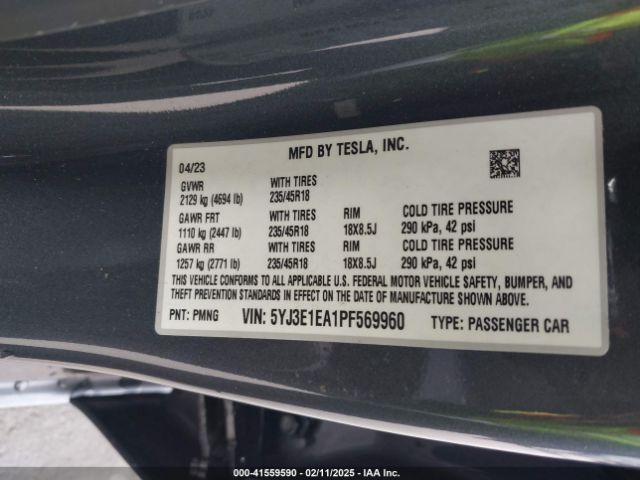 MFD BY TESLA, INC.
04/23
GVWR WITH TIRES
2129 kg (4694 lb) 235/45R18
GAWR FRT WITH TIRES RIM COLD TIRE PRESSURE
1110 kg (2447 lb) 235/45R18 18X8.5J 290 kPa, 42 psi
GAWR RR WITH TIRES RIM COLD TIRE PRESSURE
1257 kg (2771 lb) 235/45R18 18X8.5J 290 kPa, 42 psi
THIS VEHICLE CONFORMS TO ALL APPLICABLE U.S. FEDERAL MOTOR VEHICLE SAFETY, BUMPER, AND
THEFT PREVENTION STANDARDS IN EFFECT ON THE DATE OF MANUFACTURE SHOWN ABOVE.
PNT: PMNG VIN: 5YJ3E1EA1PF569960 TYPE: PASSENGER CAR
000-41559590 - 02/11/2025 - IAA Inc.